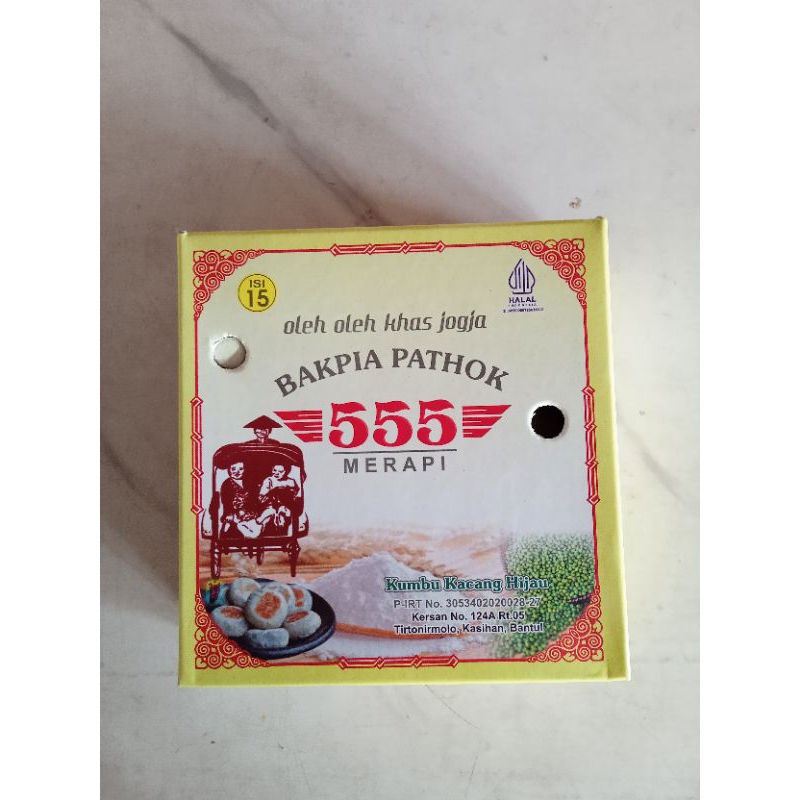 ISI
15
HALAL
INDONESIA
oleh oleh khas jogja
BAKPIA PATHOK
555
MERAPI
Kumbu Kacang Hijau
P-IRT No. 3053402020028-27
Kersan No. 124A Rt.05
Tirtonirmolo, Kasihan, Bantul